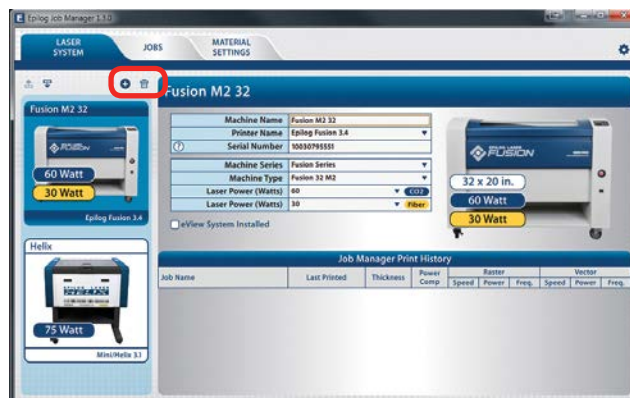 Epilog Job Manager 1.3.0
LASER SYSTEM
JOBS
MATERIAL SETTINGS
Fusion M2 32
60 Watt
30 Watt
Epilog Fusion 3.4
Helix
75 Watt
Mini/Helix 3.1
Fusion M2 32
Machine Name Fusion M2 32
Printer Name Epilog Fusion 3.4
? Serial Number 10030795551
Machine Series Fusion Series
Machine Type Fusion 32 M2
Laser Power (Watts) 60 CO2
Laser Power (Watts) 30 Fiber
eView System Installed
FUSION
32 x 20 in.
60 Watt
30 Watt
Job Manager Print History
Job Name Last Printed Thickness Power Comp Raster Speed Power Freq. Vector Speed Power Freq.